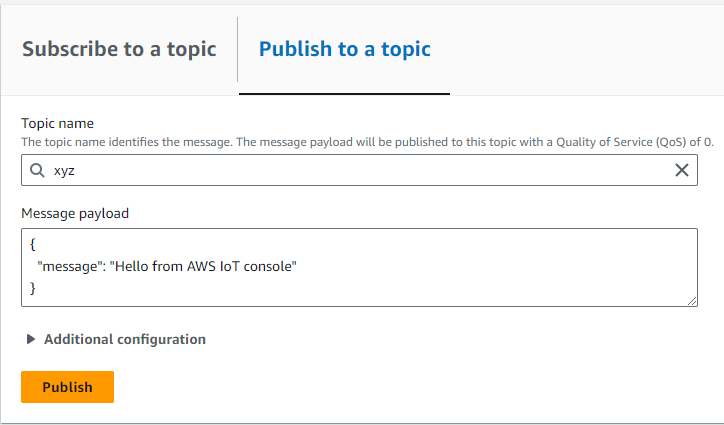 Subscribe to a topic
Publish to a topic
Topic name
The topic name identifies the message. The message payload will be published to this topic with a Quality of Service (QoS) of 0.
xyz
Message payload
{
  "message": "Hello from AWS IoT console"
}
Additional configuration
Publish